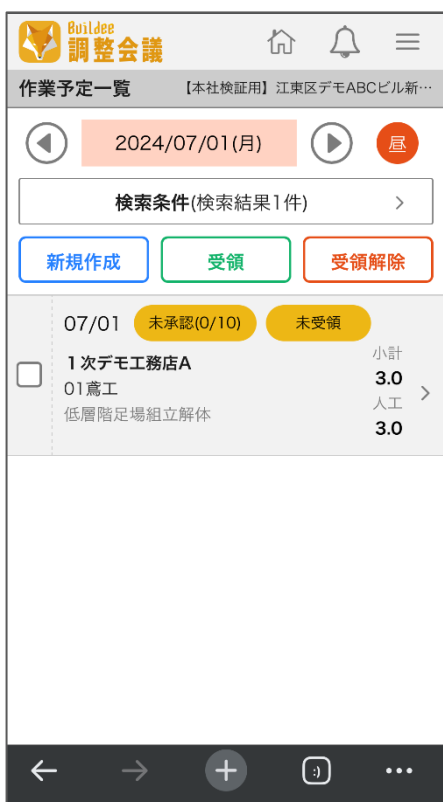 Buildee
調整会議
作業予定一覧 【本社検証用】江東区デモABCビル新…
2024/07/01(月) 昼
検索条件(検索結果1件)
新規作成 受領 受領解除
07/01 未承認(0/10) 未受領
１次デモ工務店A
01鳶工
低層階足場組立解体
小計
3.0
人工
3.0
:)